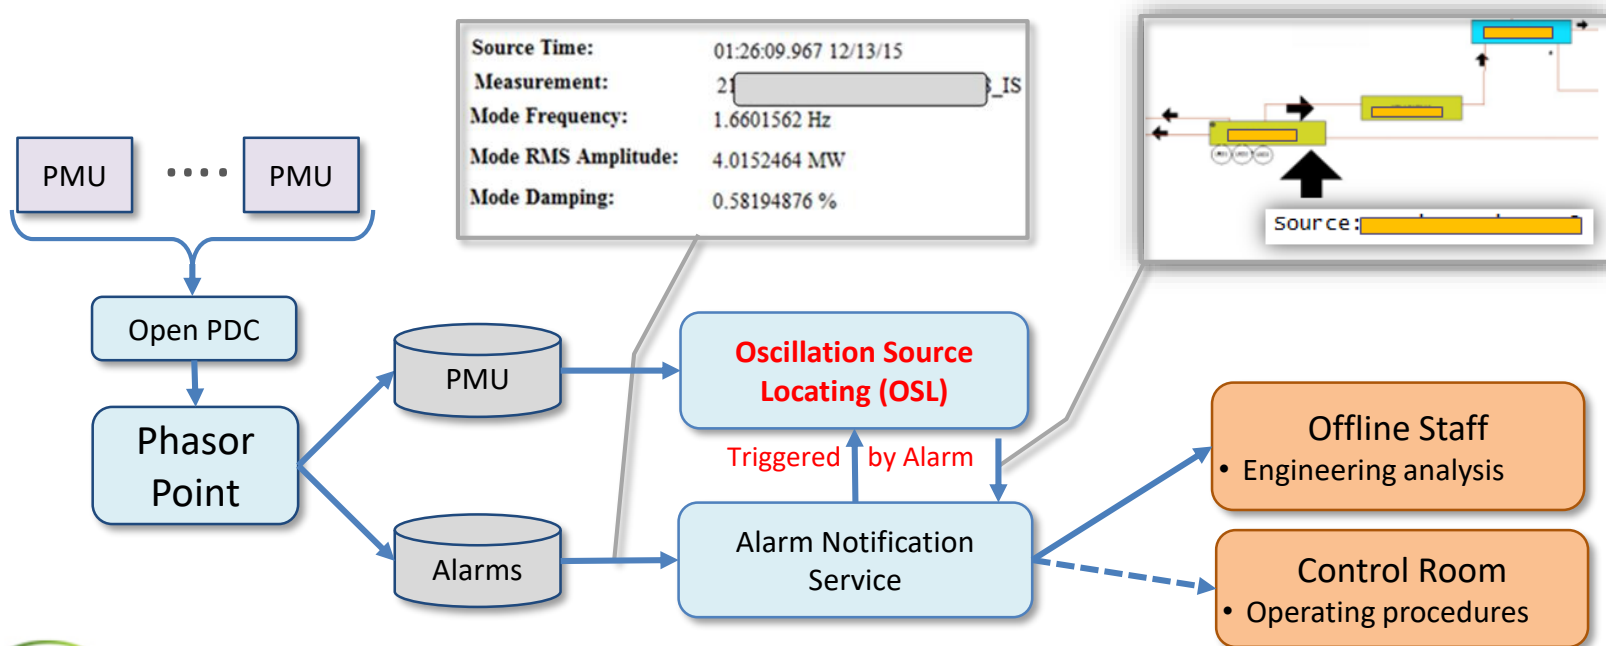 Source Time: 01:26:09.967 12/13/15
Measurement: 21 _IS
Mode Frequency: 1.6601562 Hz
Mode RMS Amplitude: 4.0152464 MW
Mode Damping: 0.58194876 %
Source:
PMU .... PMU
Open PDC
Phasor
Point
PMU
Alarms
Oscillation Source
Locating (OSL)
Triggered by Alarm
Alarm Notification
Service
Offline Staff
• Engineering analysis
Control Room
• Operating procedures